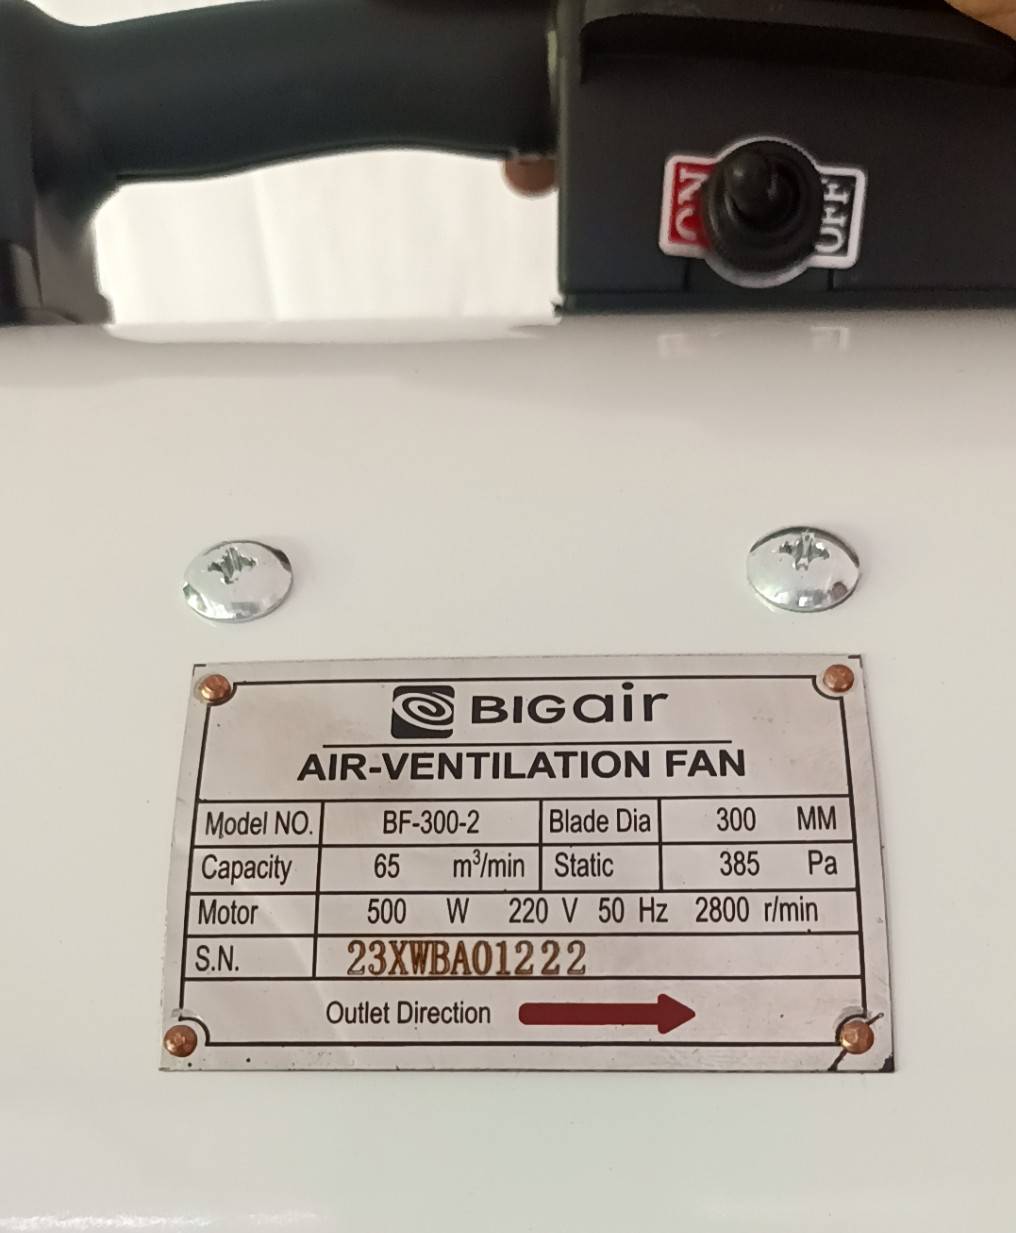 ON OFF
BIGair
AIR-VENTILATION FAN
Model NO. BF-300-2 Blade Dia 300 MM
Capacity 65 m³/min Static 385 Pa
Motor 500 W 220 V 50 Hz 2800 r/min
S.N. 23XWBA01222
Outlet Direction